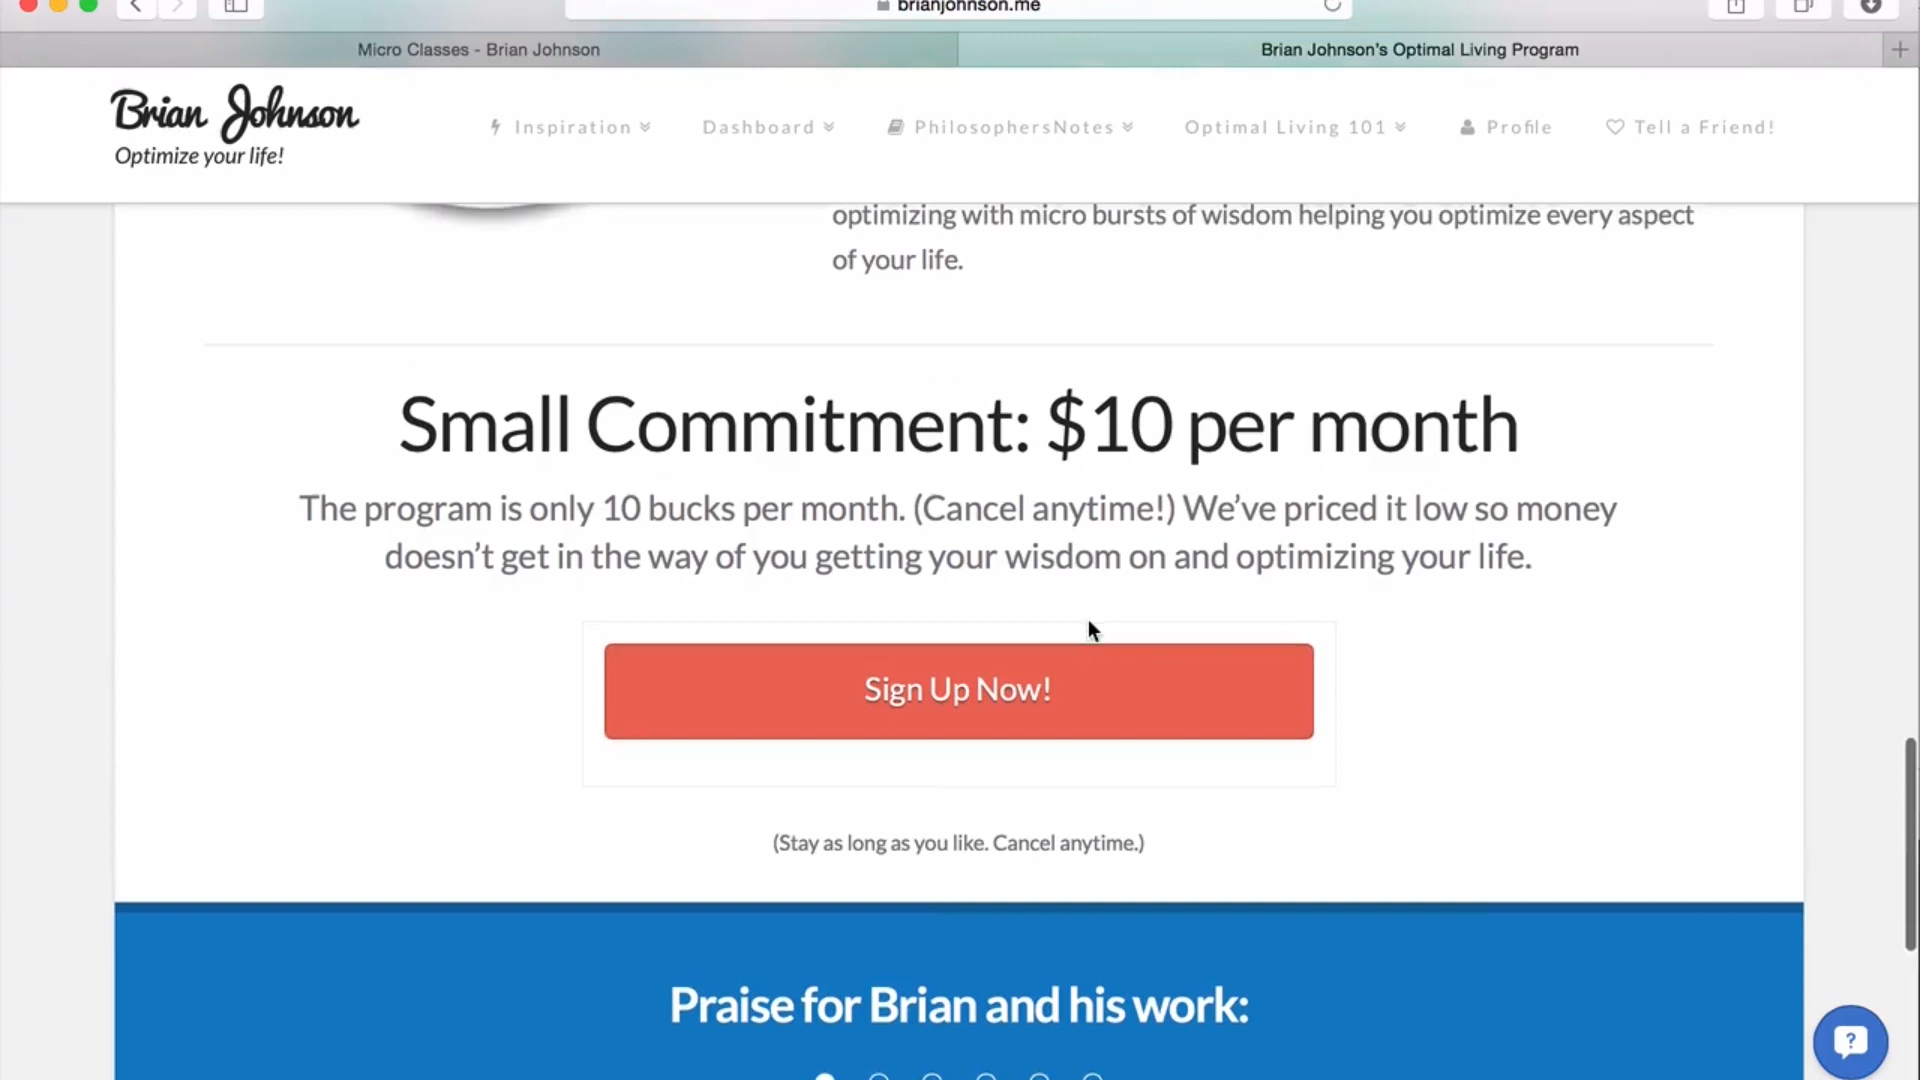 brianjohnson.me
Micro Classes - Brian Johnson
Brian Johnson's Optimal Living Program
Brian Johnson
Optimize your life!
Inspiration
Dashboard
PhilosophersNotes
Optimal Living 101
Profile
Tell a Friend!
optimizing with micro bursts of wisdom helping you optimize every aspect
of your life.
Small Commitment: $10 per month
The program is only 10 bucks per month. (Cancel anytime!) We've priced it low so money
doesn't get in the way of you getting your wisdom on and optimizing your life.
Sign Up Now!
(Stay as long as you like. Cancel anytime.)
Praise for Brian and his work:
?